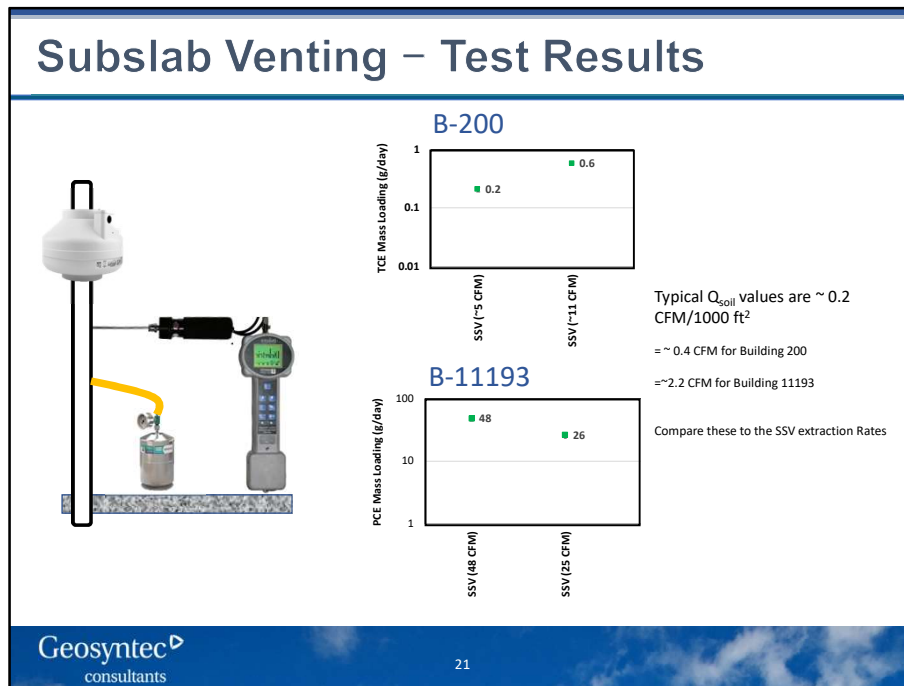 Subslab Venting – Test Results
B-200
TCE Mass Loading (g/day)
1
0.1
0.01
0.2
0.6
SSV (~5 CFM)
SSV (~11 CFM)
Typical Qsoil values are ~ 0.2
CFM/1000 ft²
= ~ 0.4 CFM for Building 200
=~2.2 CFM for Building 11193
Compare these to the SSV extraction Rates
B-11193
PCE Mass Loading (g/day)
100
10
1
48
26
SSV (48 CFM)
SSV (25 CFM)
Geosyntec
consultants
21